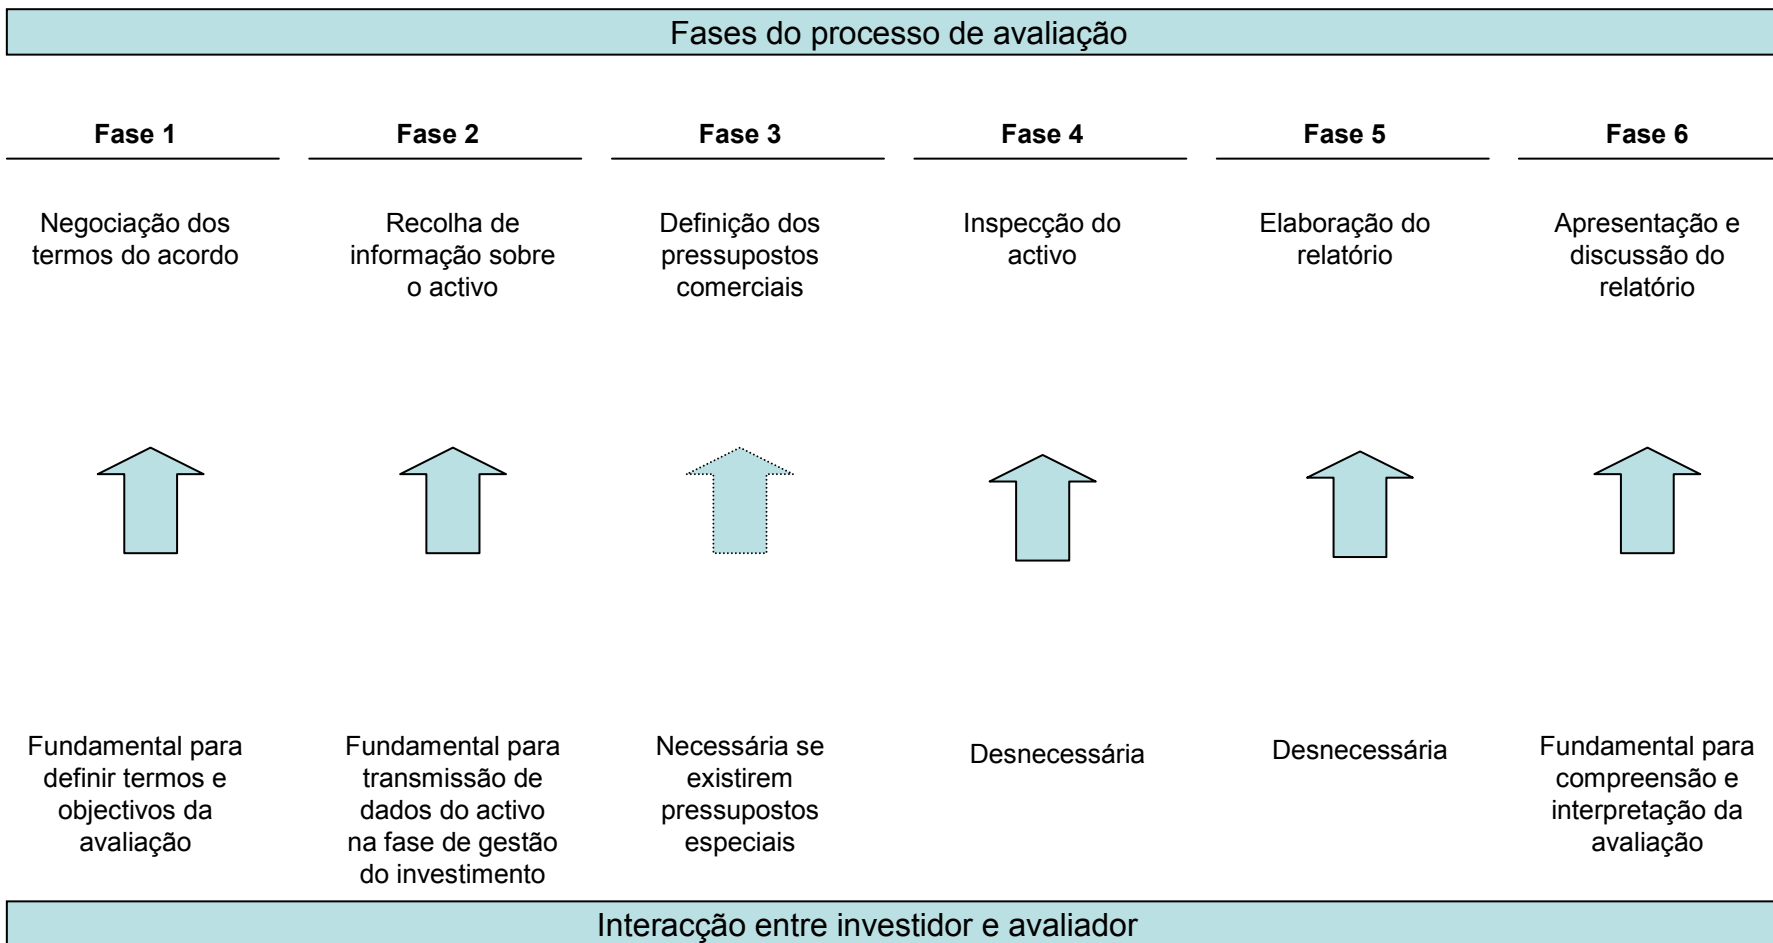 Fases do processo de avaliação
Fase 1
Fase 2
Fase 3
Fase 4
Fase 5
Fase 6
Negociação dos
termos do acordo
Recolha de
informação sobre
o activo
Definição dos
pressupostos
comerciais
Inspecção do
activo
Elaboração do
relatório
Apresentação e
discussão do
relatório
Fundamental para
definir termos e
objectivos da
avaliação
Fundamental para
transmissão de
dados do activo
na fase de gestão
do investimento
Necessária se
existirem
pressupostos
especiais
Desnecessária
Desnecessária
Fundamental para
compreensão e
interpretação da
avaliação
Interacção entre investidor e avaliador